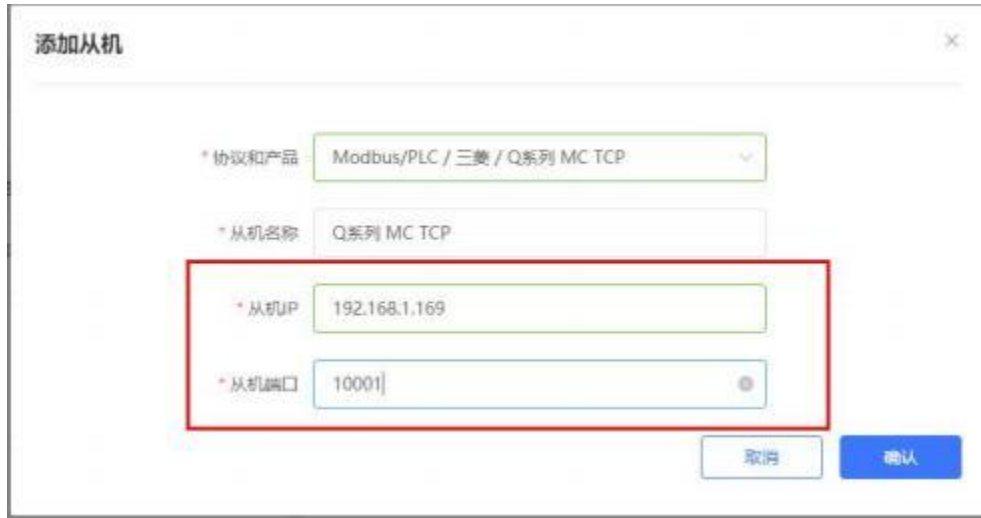 添加从机
* 协议和产品 Modbus/PLC / 三菱 / Q系列 MC TCP
* 从机名称 Q系列 MC TCP
* 从机IP 192.168.1.169
* 从机端口 10001
取消 确认